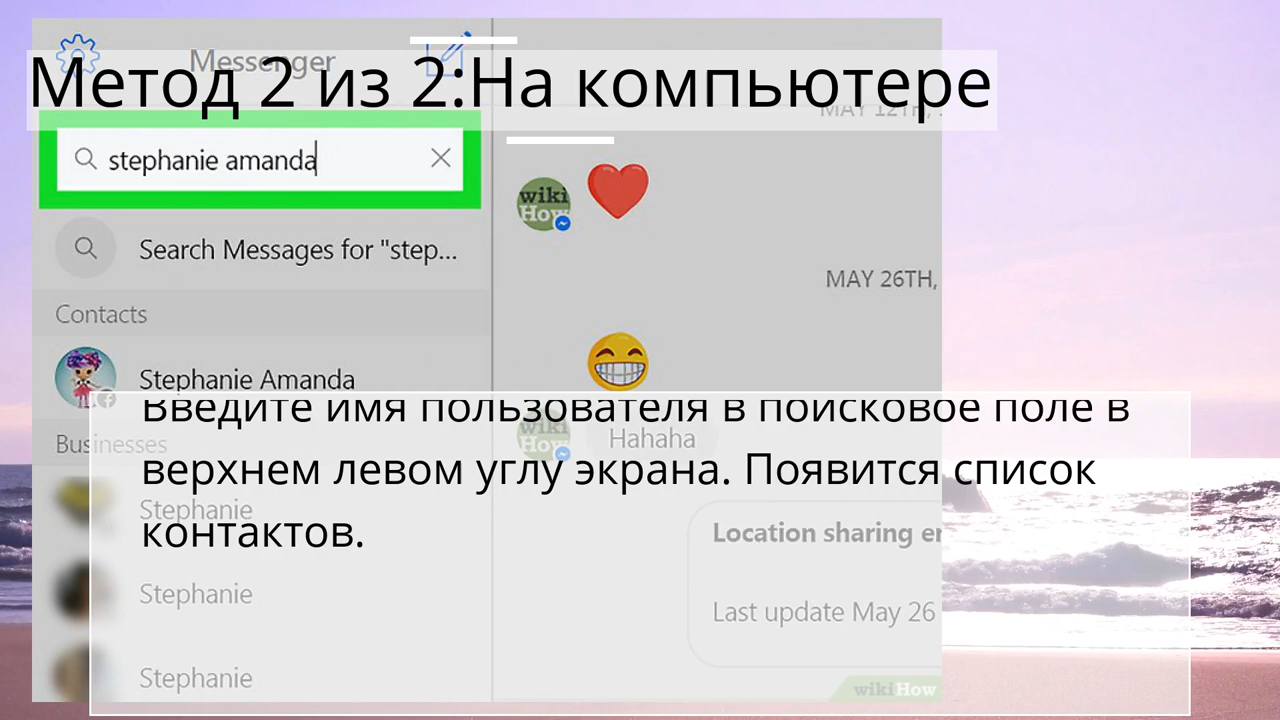 Messenger
Метод 2 из 2:На компьютере
MAY 12TH,
stephanie amanda
wiki
How
Search Messages for "step...
MAY 26TH,
Contacts
Stephanie Amanda
Введите имя пользователя в поисковое поле в
wiki
How
Hahaha
Businesses
верхнем левом углу экрана. Появится список
Stephanie
контактов.
Location sharing en
Stephanie
Last update May 26
Stephanie
wikiHow